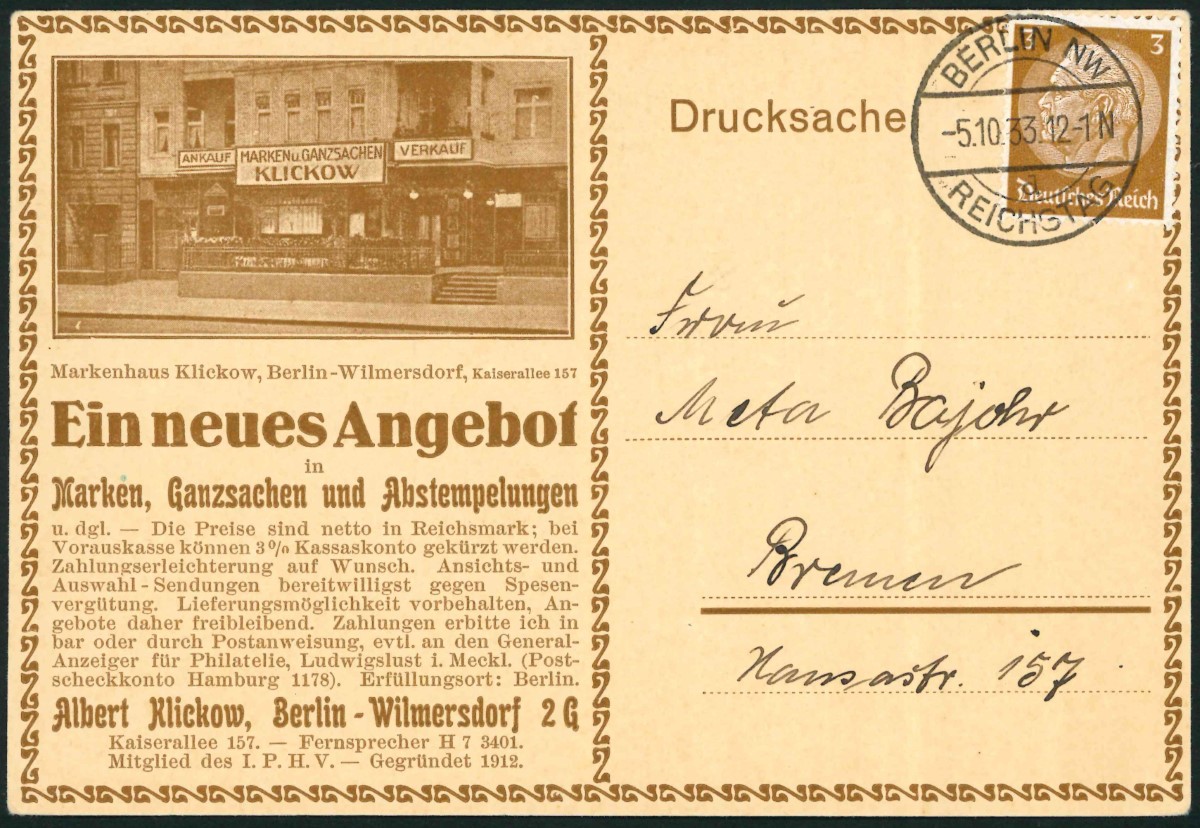 ANKAUF
MARKEN u. GANZSACHEN
KLICKOW
VERKAUF
Markenhaus Klickow, Berlin-Wilmersdorf, Kaiserallee 157
Ein neues Angebot
in
Marken, Ganzsachen und Abstempelungen
u. dgl. — Die Preise sind netto in Reichsmark; bei
Vorauskasse können 3% Kassaskonto gekürzt werden.
Zahlungserleichterung auf Wunsch. Ansichts- und
Auswahl-Sendungen bereitwilligst gegen Spesen-
vergütung. Lieferungsmöglichkeit vorbehalten, An-
gebote daher freibleibend. Zahlungen erbitte ich in
bar oder durch Postanweisung, evtl. an den General-
Anzeiger für Philatelie, Ludwigslust i. Meckl. (Post-
scheckkonto Hamburg 1178). Erfüllungsort: Berlin.
Albert Klickow, Berlin-Wilmersdorf 2 G
Kaiserallee 157. — Fernsprecher H 7 3401.
Mitglied des I. P. H. V. — Gegründet 1912.
Drucksache
BERLIN NW
-5.10.33.12-1 N
REICHSTAG
3 3
Deutsches Reich
Frau
Meta Bajohr
Bremen
Hansastr. 157